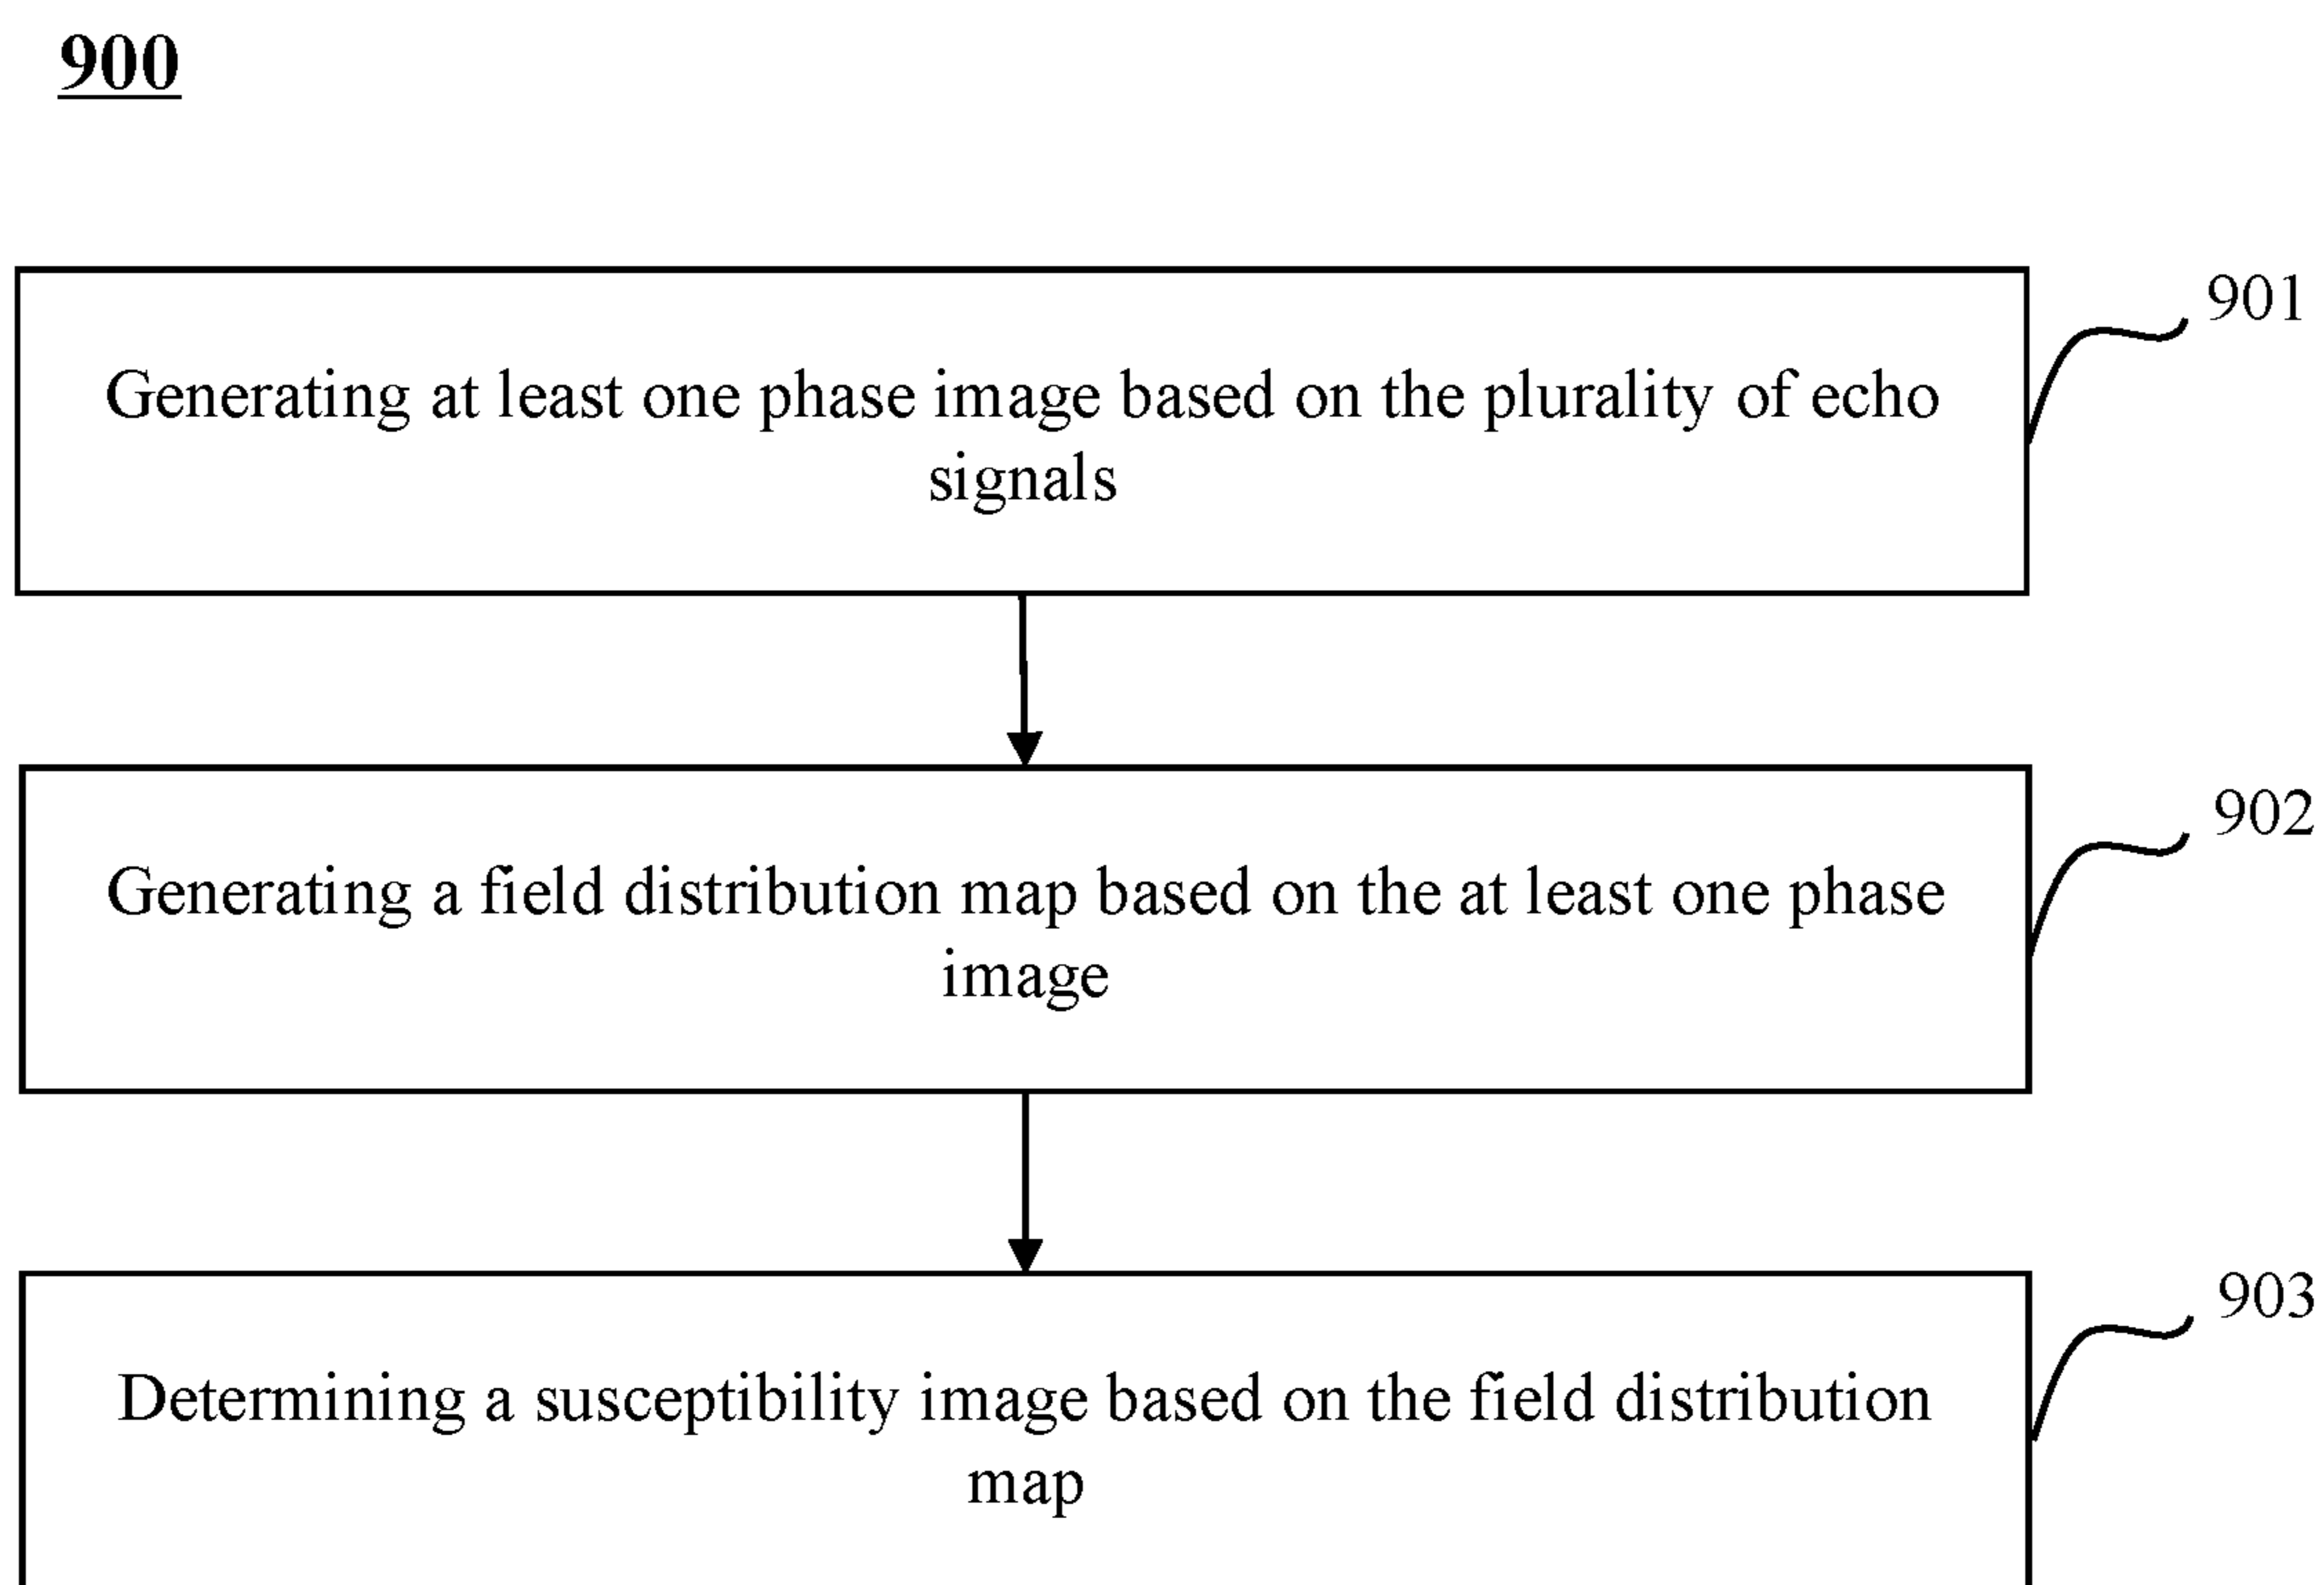 900
901
Generating at least one phase image based on the plurality of echo
signals
902
Generating a field distribution map based on the at least one phase
image
903
Determining a susceptibility image based on the field distribution
map